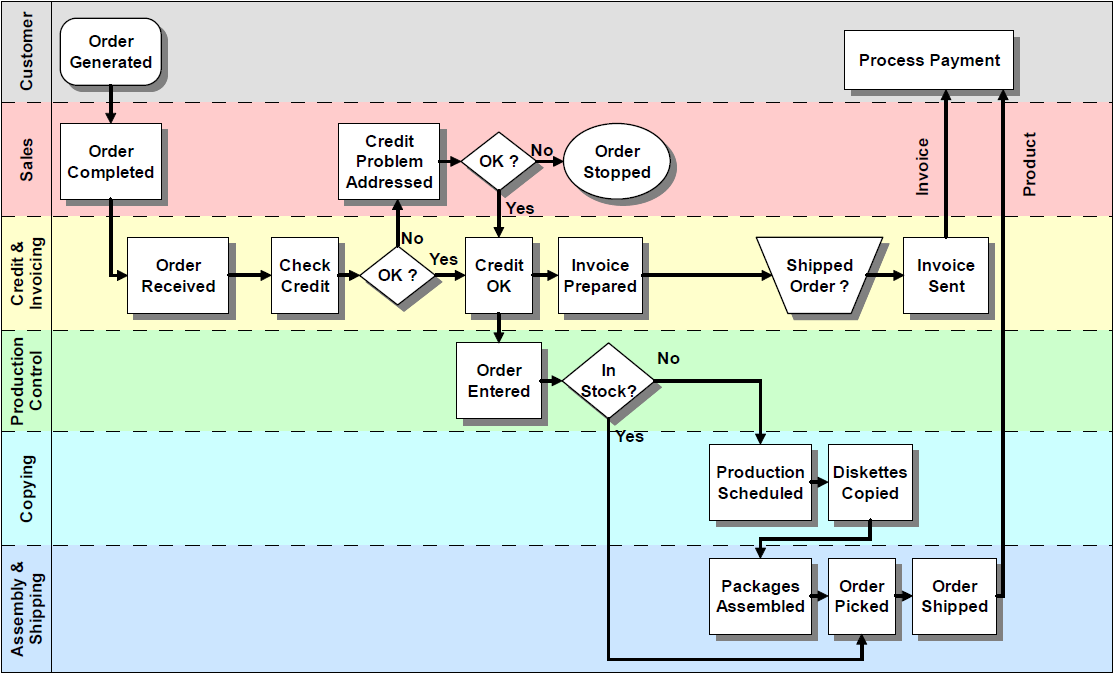 Customer
Order
Generated
Process Payment
Sales
Order
Completed
Credit
Problem
Addressed
OK ?
No
Order
Stopped
Yes
Invoice
Product
Credit &
Invoicing
Order
Received
Check
Credit
OK ?
No
Yes
Credit
OK
Invoice
Prepared
Shipped
Order ?
Invoice
Sent
Production
Control
Order
Entered
In
Stock?
No
Yes
Copying
Production
Scheduled
Diskettes
Copied
Assembly &
Shipping
Packages
Assembled
Order
Picked
Order
Shipped